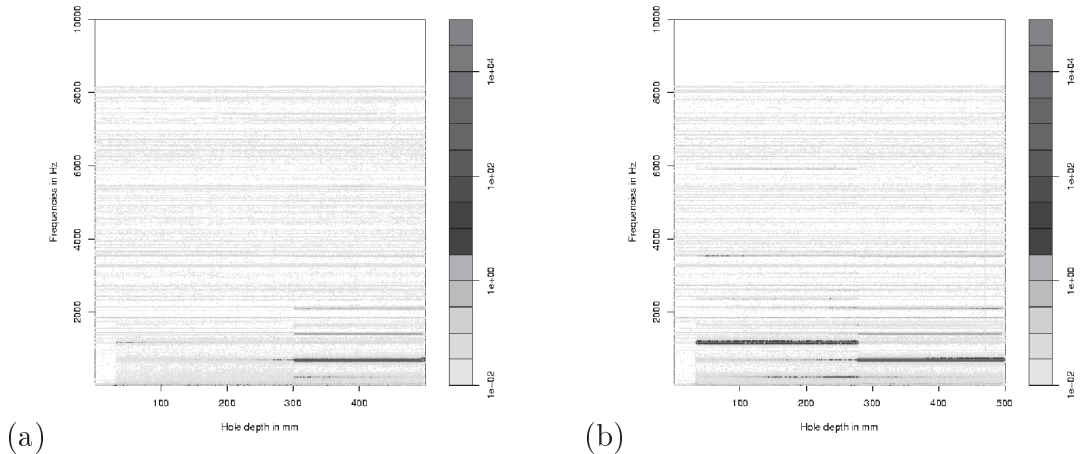 10000
8000
6000
4000
2000
Frequencies in Hz
100
200
300
400
Hole depth in mm
1e+04
1e+02
1e+00
1e−02
(a)
10000
8000
6000
4000
2000
Frequencies in Hz
100
200
300
400
500
Hole depth in mm
1e+04
1e+02
1e+00
1e−02
(b)